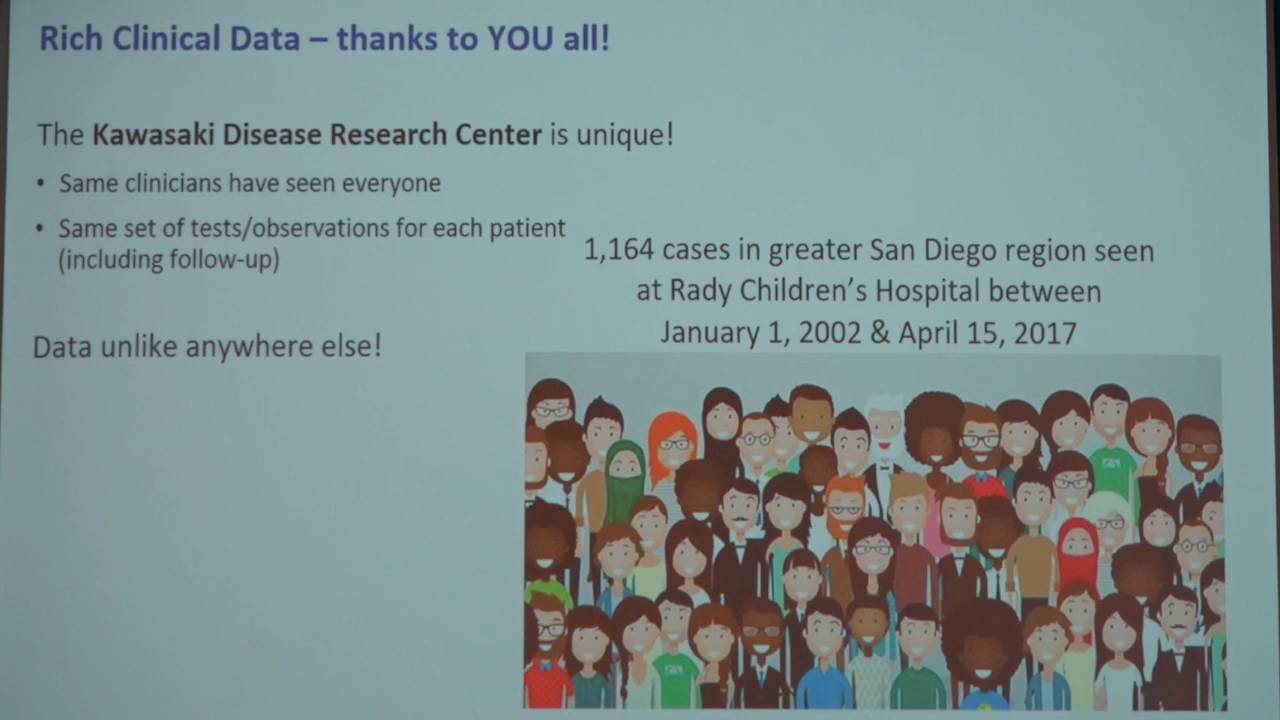 Rich Clinical Data – thanks to YOU all!
The Kawasaki Disease Research Center is unique!
• Same clinicians have seen everyone
• Same set of tests/observations for each patient
(including follow-up)
1,164 cases in greater San Diego region seen
at Rady Children's Hospital between
January 1, 2002 & April 15, 2017
Data unlike anywhere else!